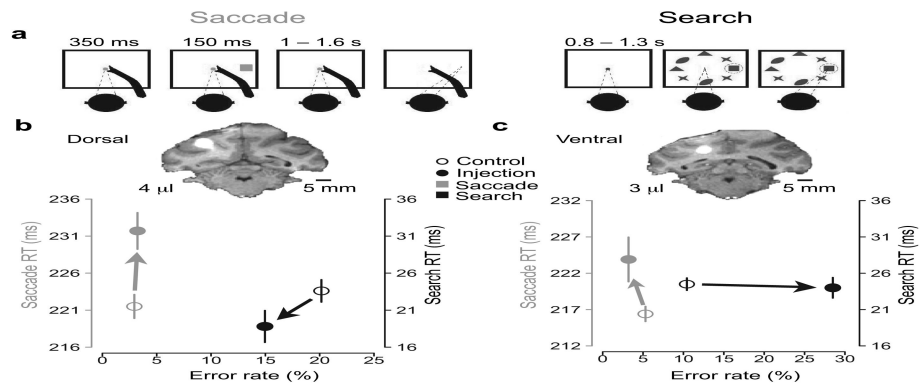 Saccade Search
a
350 ms 150 ms 1 – 1.6 s 0.8 – 1.3 s
b Dorsal c Ventral
4 µl 5 mm 3 µl 5 mm
Control
Injection
Saccade
Search
236 36 232 36
231 31 227 31
226 26 222 26
221 21 217 21
216 16 212 16
Saccade RT (ms) Search RT (ms) Saccade RT (ms) Search RT (ms)
0 5 10 15 20 25 0 5 10 15 20 25 30
Error rate (%) Error rate (%)